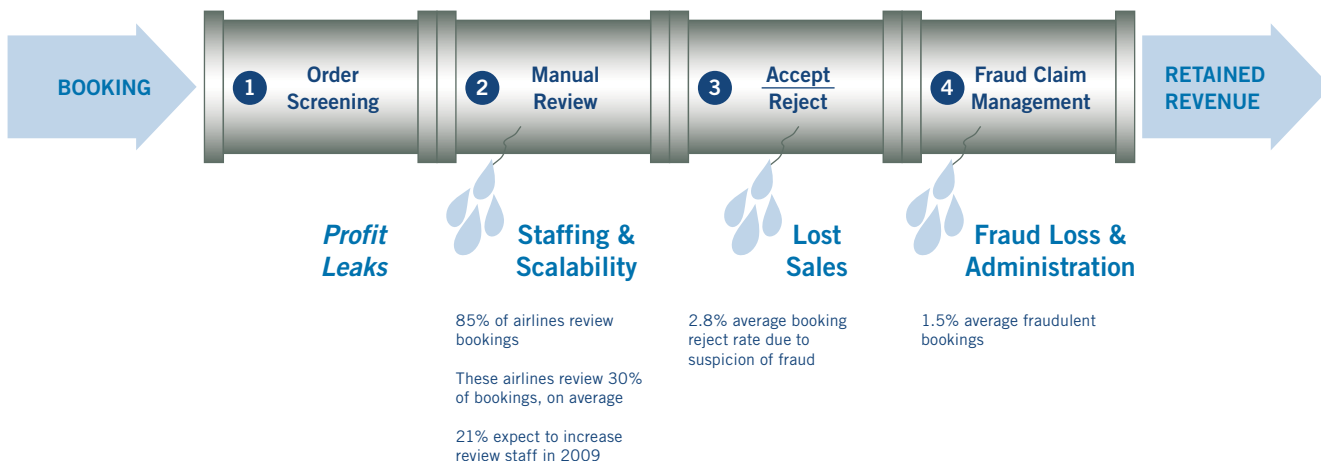 BOOKING
1
Order
Screening
2
Manual
Review
3
Accept
Reject
4
Fraud Claim
Management
RETAINED
REVENUE
Profit
Leaks
Staffing &
Scalability
85% of airlines review
bookings
These airlines review 30%
of bookings, on average
21% expect to increase
review staff in 2009
Lost
Sales
2.8% average booking
reject rate due to
suspicion of fraud
Fraud Loss &
Administration
1.5% average fraudulent
bookings